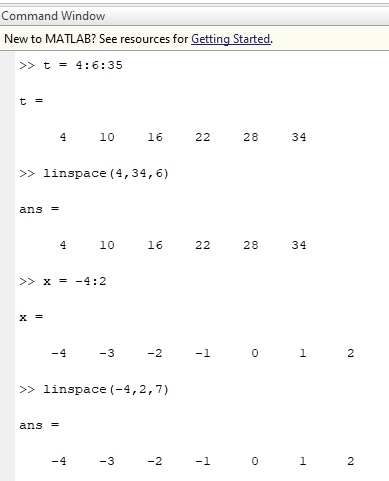 Command Window
New to MATLAB? See resources for Getting Started.
>> t = 4:6:35
t =
4 10 16 22 28 34
>> linspace(4,34,6)
ans =
4 10 16 22 28 34
>> x = -4:2
x =
-4 -3 -2 -1 0 1 2
>> linspace(-4,2,7)
ans =
-4 -3 -2 -1 0 1 2